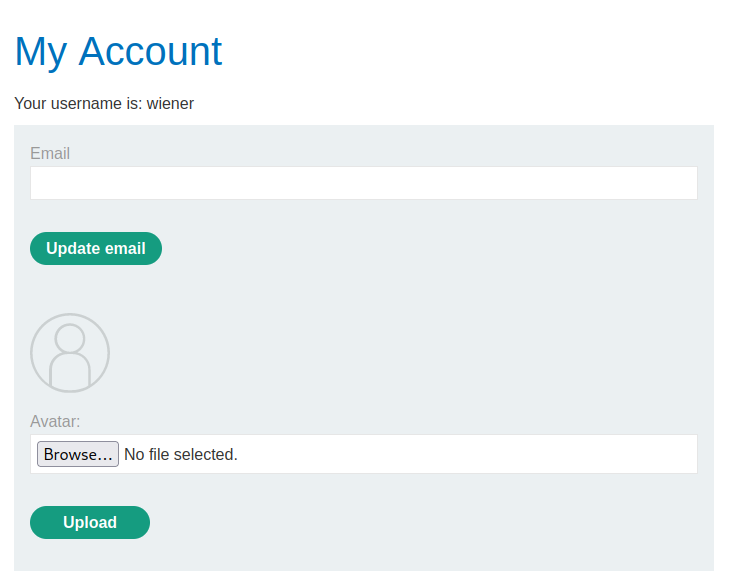 My Account
Your username is: wiener
Email
Update email
Avatar:
Browse... No file selected.
Upload